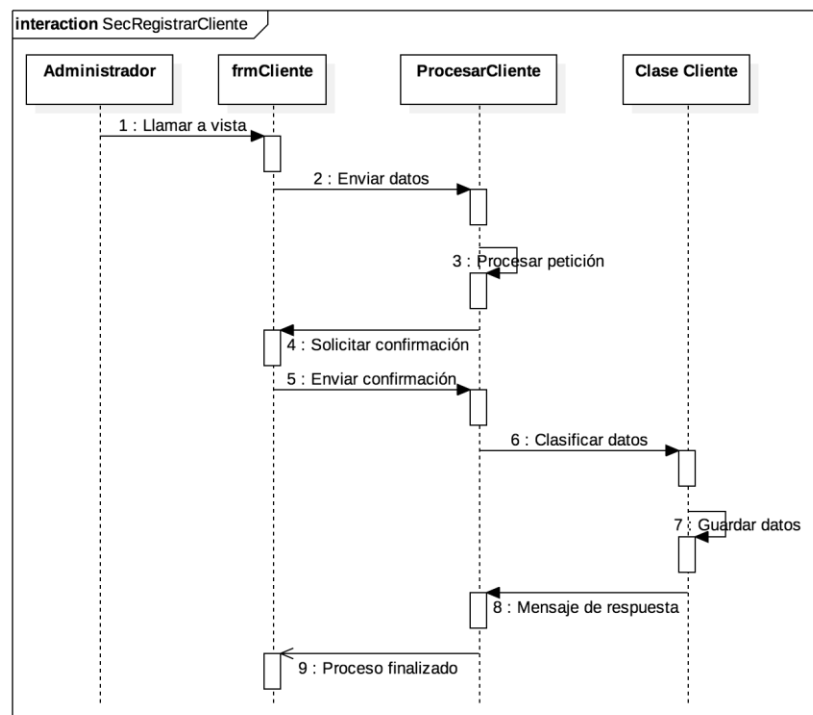 interaction SecRegistrarCliente
Administrador
frmCliente
ProcesarCliente
Clase Cliente
1 : Llamar a vista
2 : Enviar datos
3 : Procesar petición
4 : Solicitar confirmación
5 : Enviar confirmación
6 : Clasificar datos
7 : Guardar datos
8 : Mensaje de respuesta
9 : Proceso finalizado